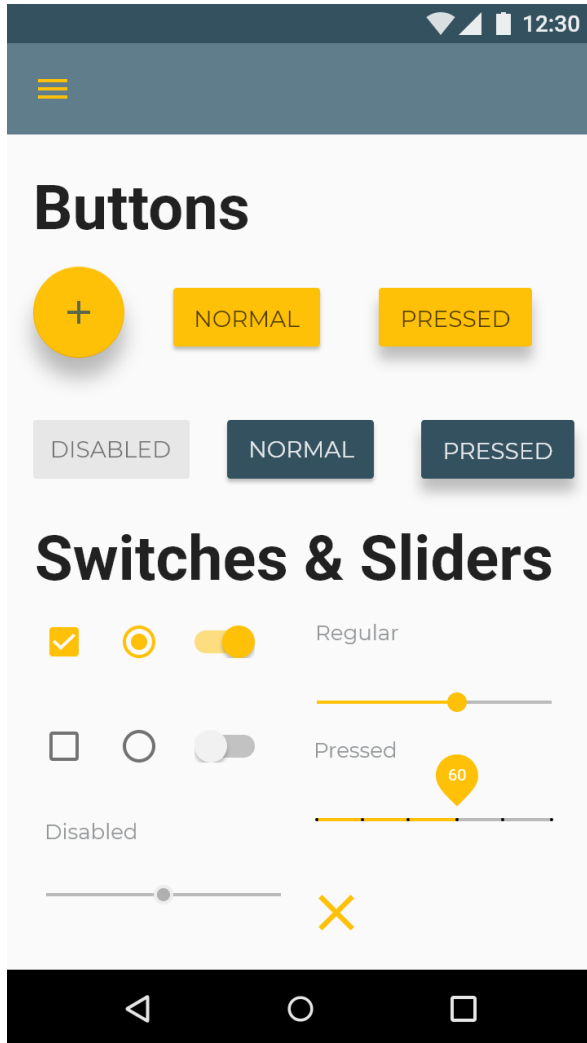 12:30
Buttons
+
NORMAL
PRESSED
DISABLED
NORMAL
PRESSED
Switches & Sliders
Regular
Pressed
60
Disabled